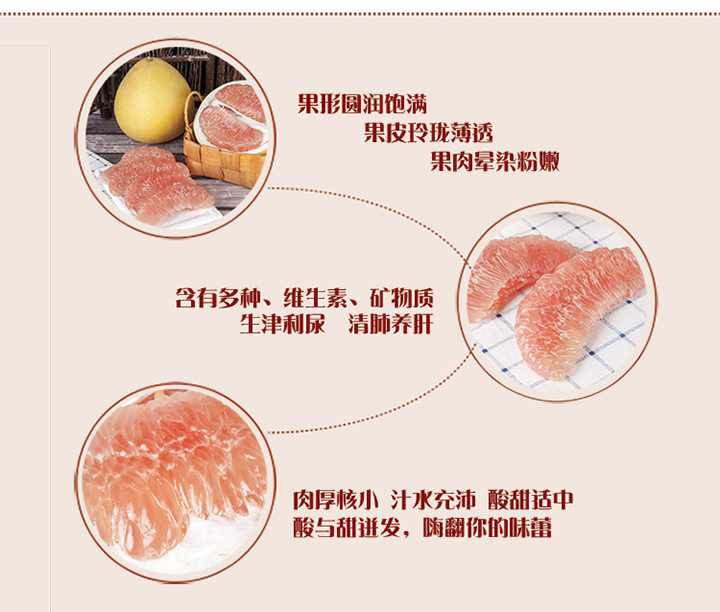 果形圆润饱满
果皮玲珑薄透
果肉晕染粉嫩
含有多种、维生素、矿物质
生津利尿 清肺养肝
肉厚核小 汁水充沛 酸甜适中
酸与甜迸发，嗨翻你的味蕾